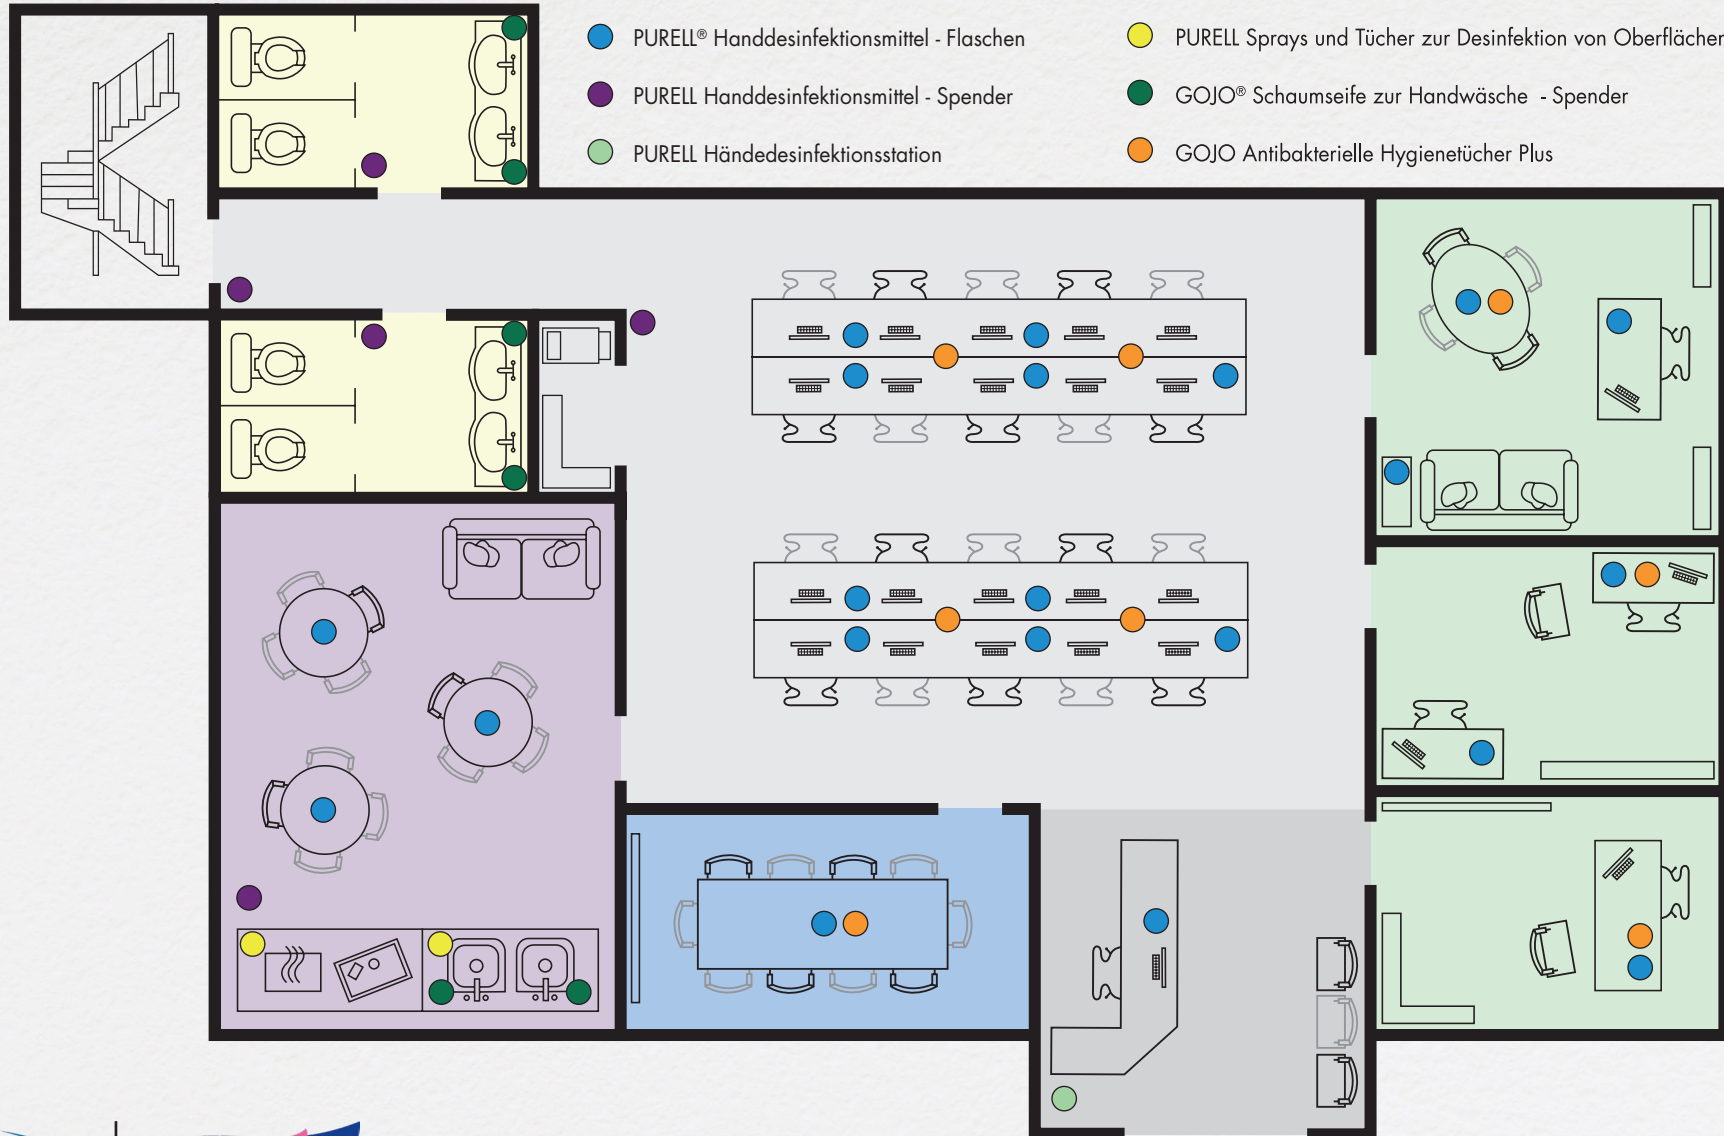 PURELL® Handdesinfektionsmittel - Flaschen
PURELL Handdesinfektionsmittel - Spender
PURELL Händedesinfektionsstation
PURELL Sprays und Tücher zur Desinfektion von Oberflächen
GOJO® Schaumseife zur Handwäsche - Spender
GOJO Antibakterielle Hygienetücher Plus